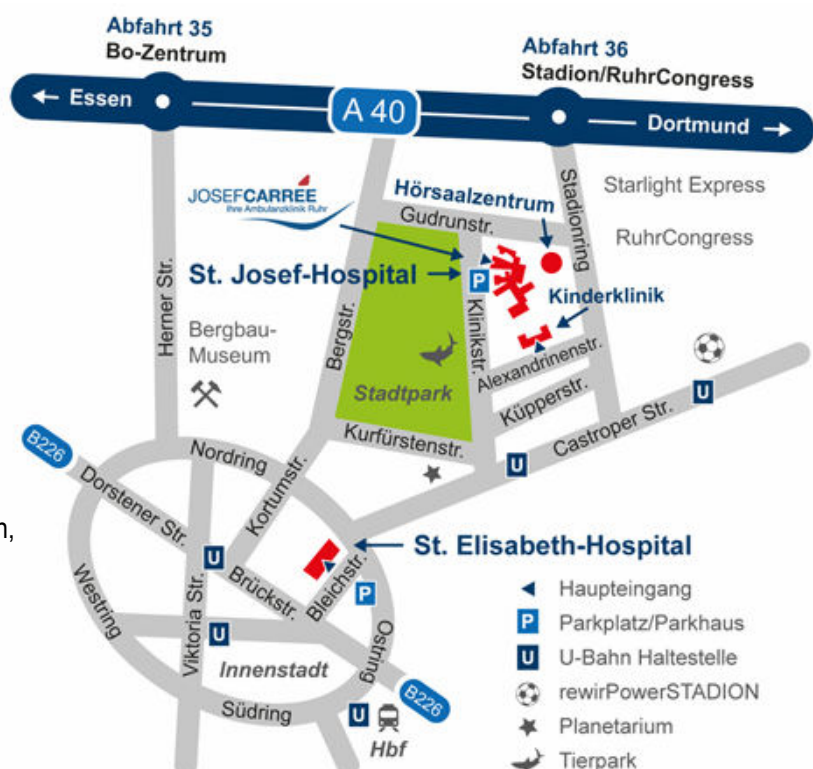 Abfahrt 35
Bo-Zentrum
Abfahrt 36
Stadion/RuhrCongress
Essen
A 40
Dortmund
JOSEFCARRÉE
Ihre Ambulanzklinik Ruhr
Hörsaalzentrum
Starlight Express
Gudrunstr.
Stadionring
RuhrCongress
St. Josef-Hospital
P
Kinderklinik
Herner Str.
Bergstr.
Klinikstr.
Bergbau-
Museum
Stadtpark
Alexandrinenstr.
Küpperstr.
U
Kurfürstenstr.
Castroper Str.
B226
Nordring
U
Dorstener Str.
Kortumstr.
St. Elisabeth-Hospital
U
Brückstr.
Bleichstr.
P
Westring
Viktoria Str.
U
Ostring
Innenstadt
B226
Südring
U
Hbf
Haupteingang
P Parkplatz/Parkhaus
U U-Bahn Haltestelle
rewirPowerSTADION
Planetarium
Tierpark